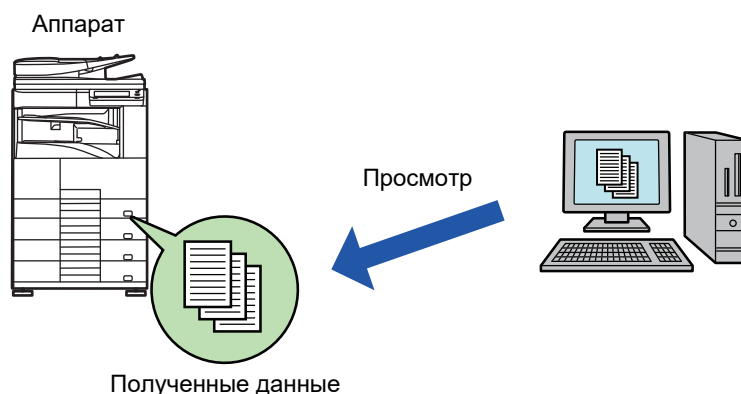 Аппарат
Просмотр
Полученные данные